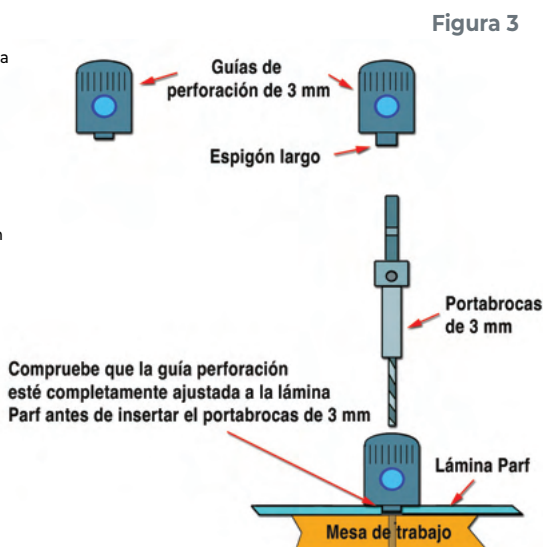 Figura 3
a
Guías de
perforación de 3 mm
Espigón largo
n
Portabrocas
de 3 mm
Compruebe que la guía perforación
esté completamente ajustada a la lámina
Parf antes de insertar el portabrocas de 3 mm
Lámina Parf
Mesa de trabajo